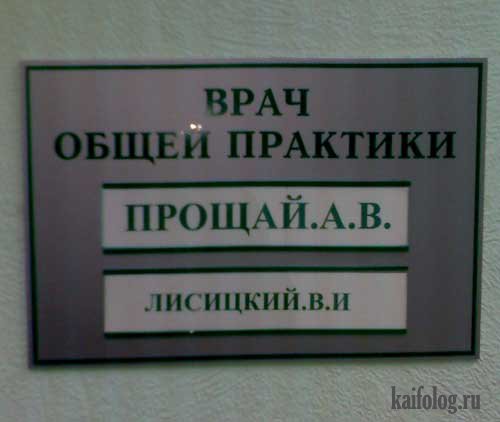 ВРАЧ
ОБЩЕЙ ПРАКТИКИ
ПРОЩАЙ.А.В.
ЛИСИЦКИЙ.В.И
kaifolog.ru